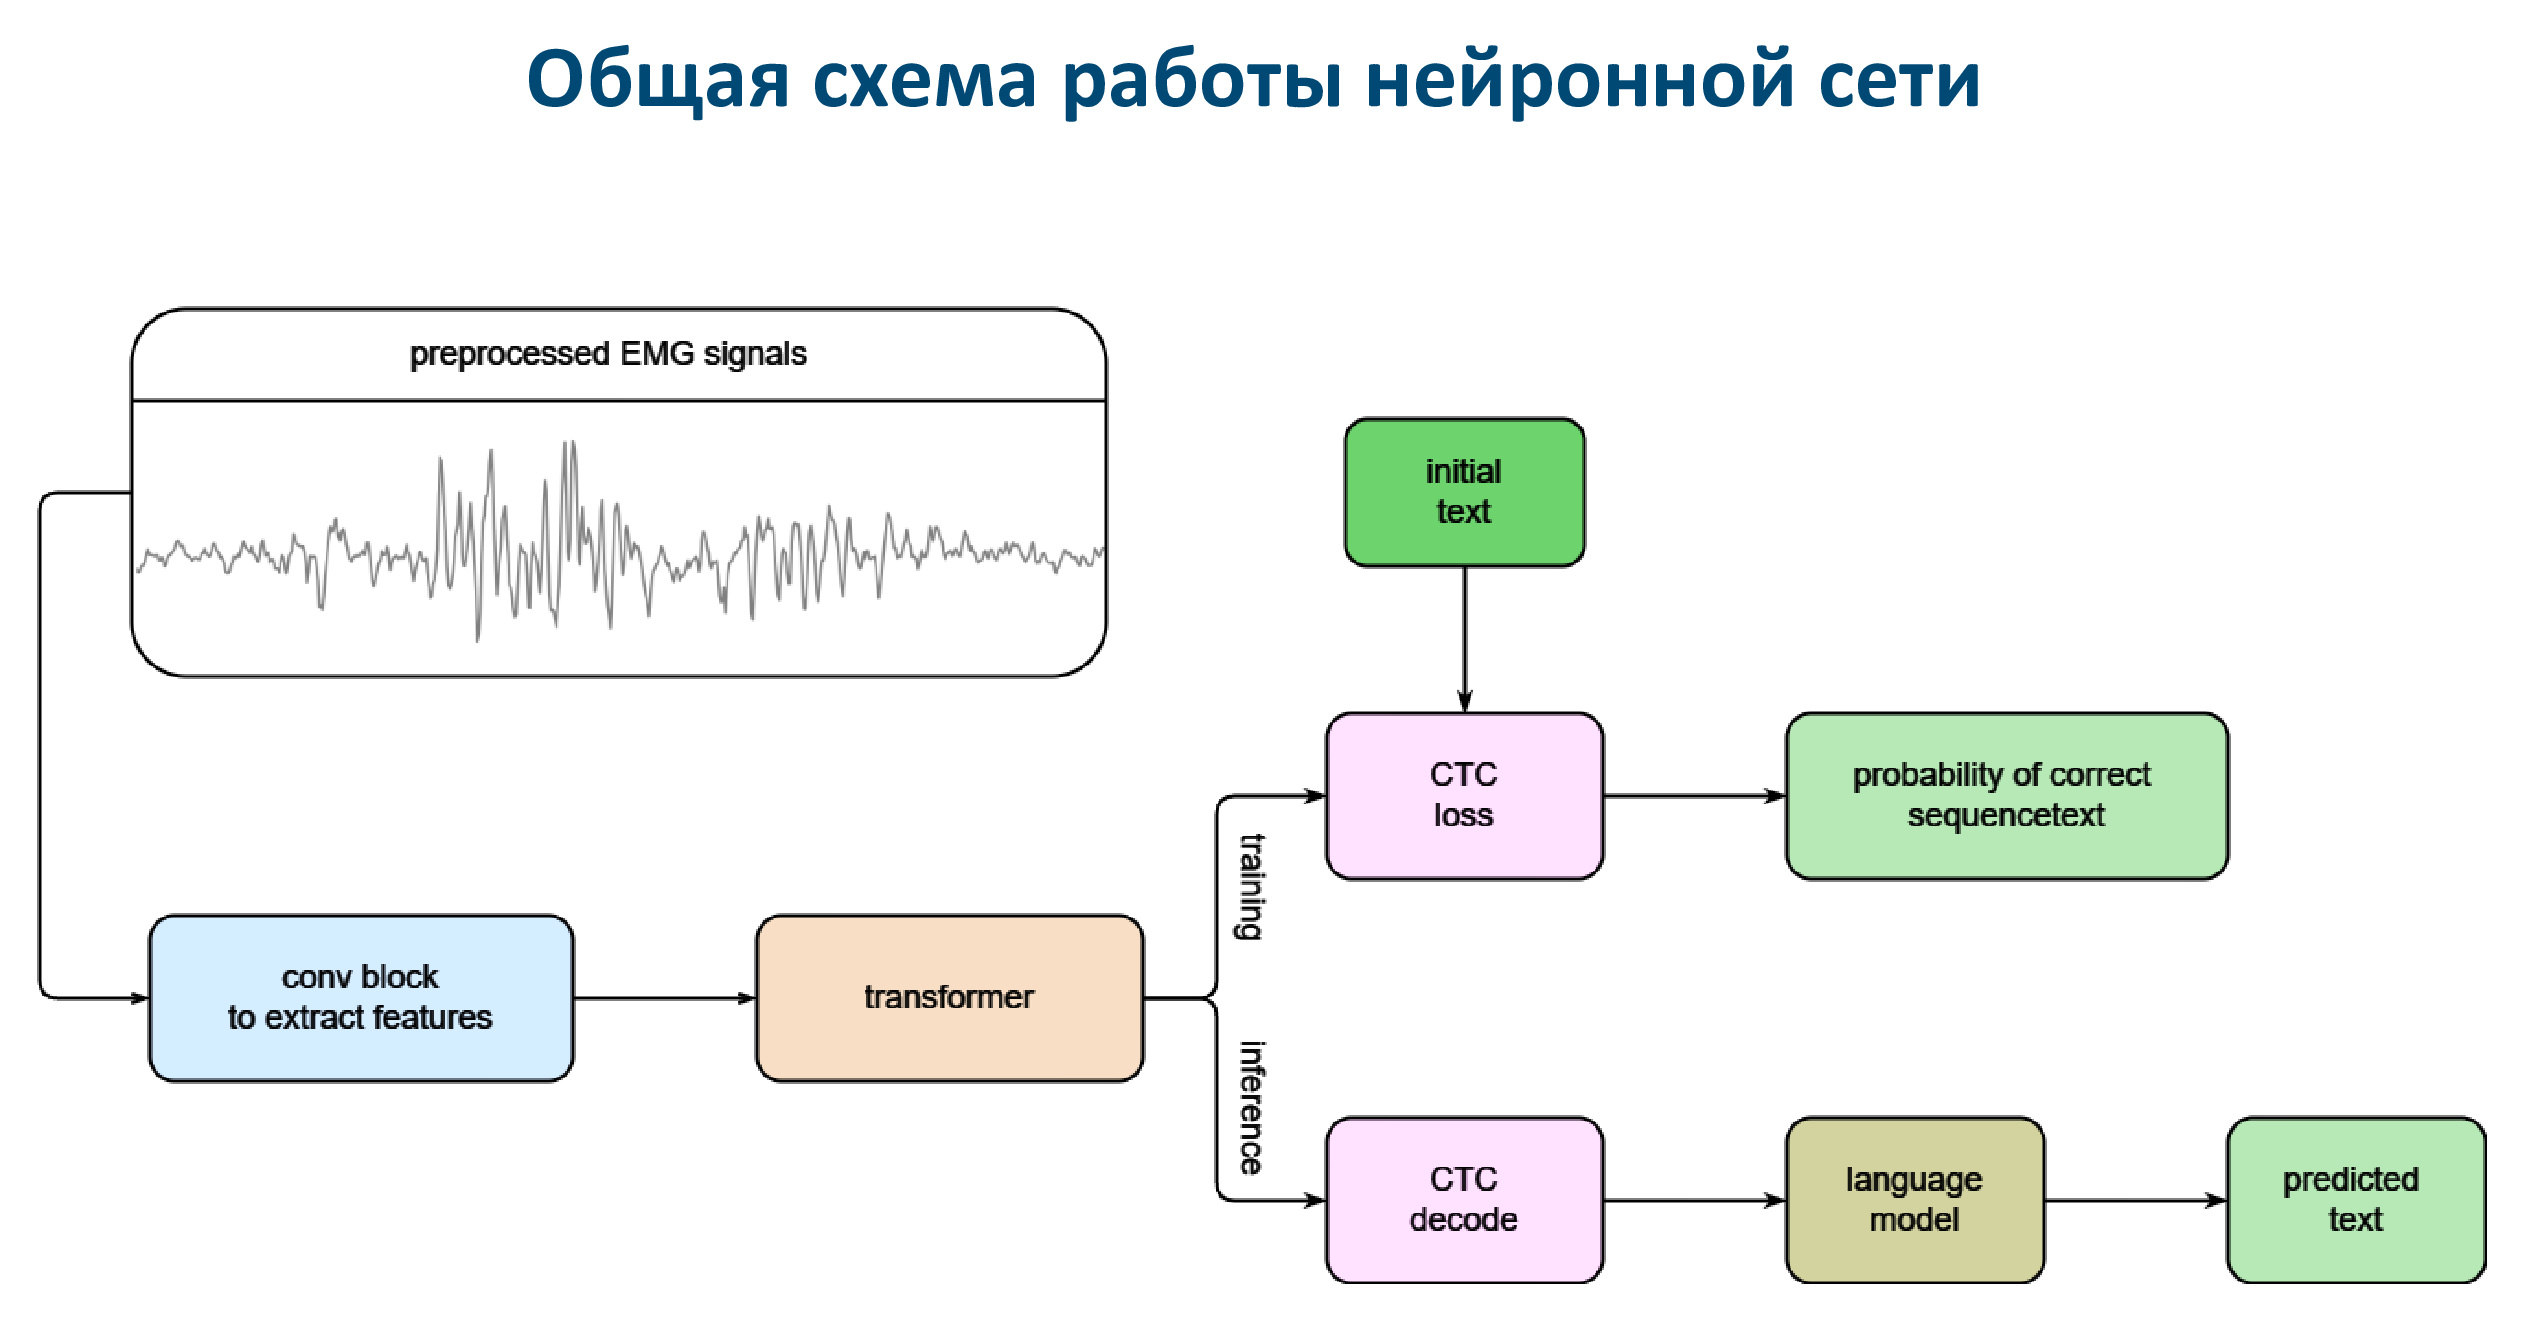 Общая схема работы нейронной сети
preprocessed EMG signals
initial
text
CTC
loss
probability of correct
sequencetext
training
conv block
to extract features
transformer
inference
CTC
decode
language
model
predicted
text